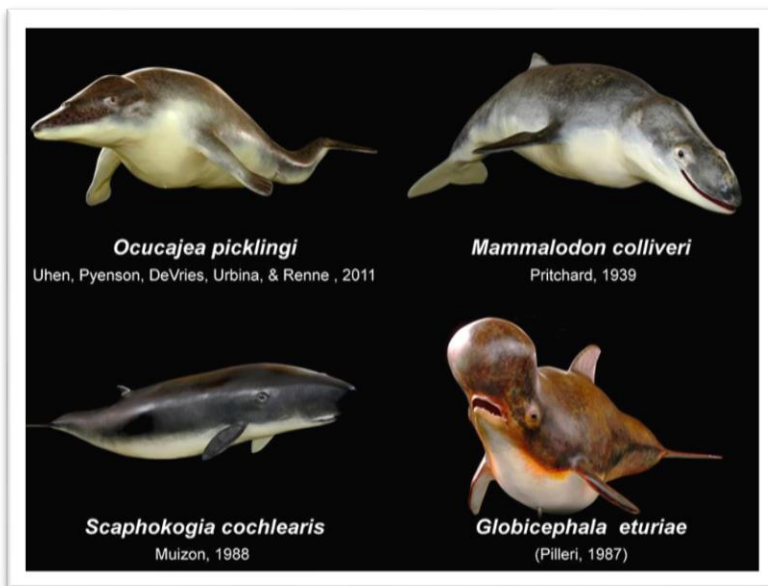 Ocucajea picklingi
Uhen, Pyenson, DeVries, Urbina, & Renne , 2011
Mammalodon colliveri
Pritchard, 1939
Scaphokogia cochlearis
Muizon, 1988
Globicephala eturiae
(Pilleri, 1987)